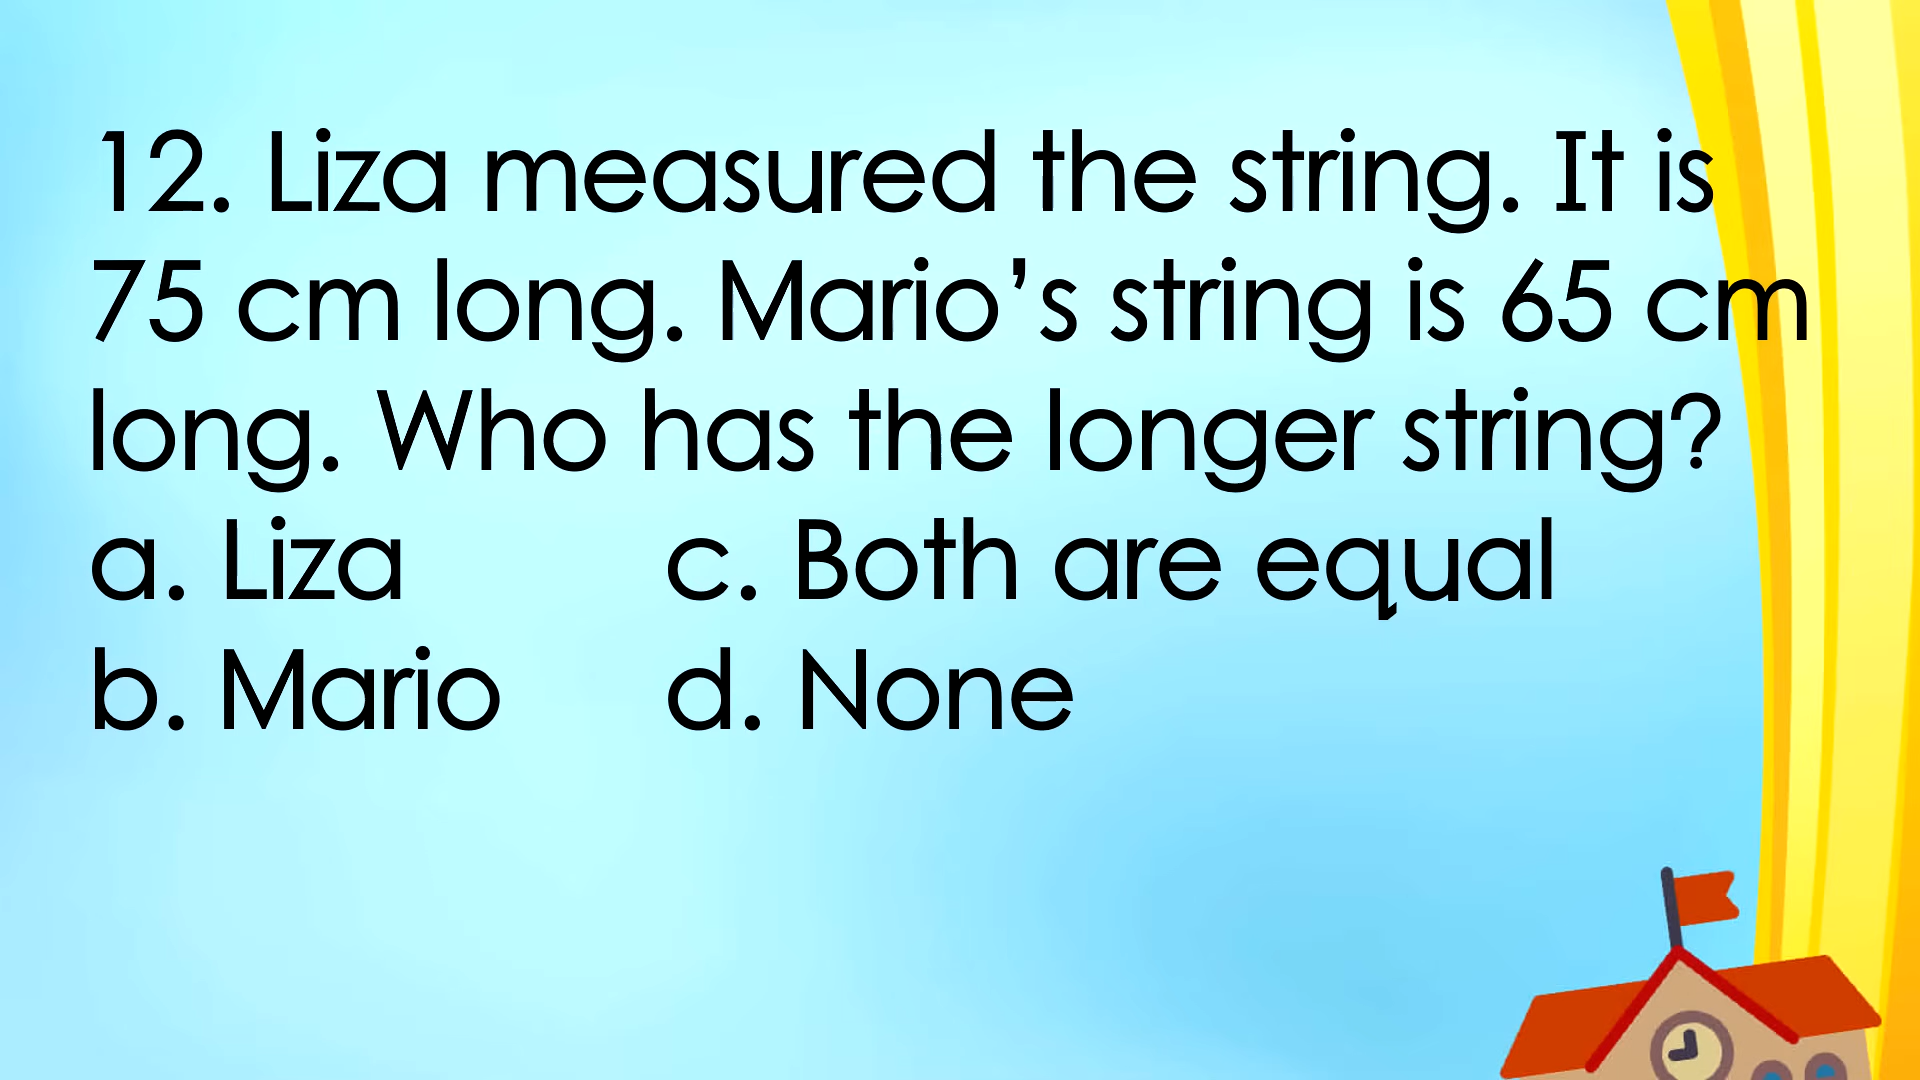 12. Liza measured the string. It is
75 cm long. Mario’s string is 65 cm
long. Who has the longer string?
a. Liza c. Both are equal
b. Mario d. None